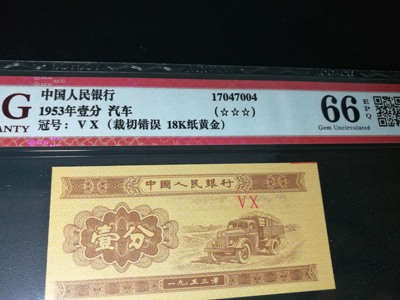 中国人民银行 17047004
1953年壹分 汽车 (☆☆☆)
冠号: V X (裁切错误 18K纸黄金)
G
ANTY
66 EPQ
Gem Uncirculated
中國人民銀行
V X
壹分
一九五三年